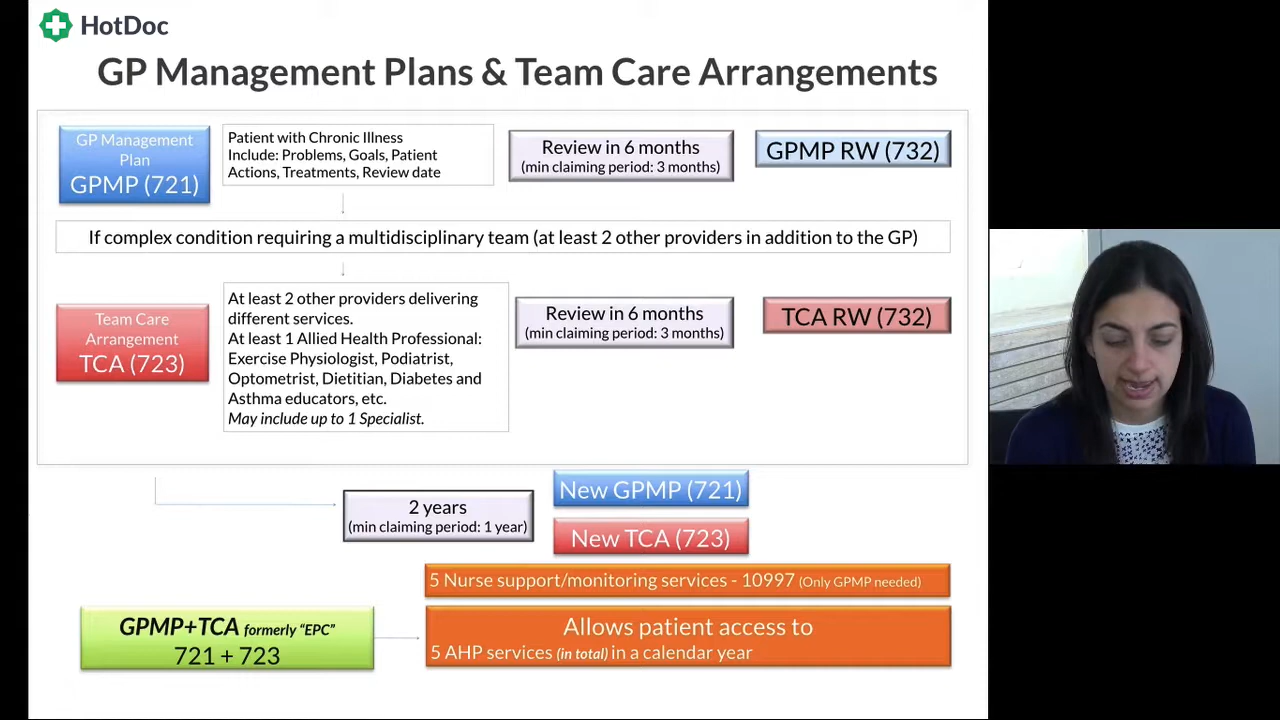 HotDoc
GP Management Plans & Team Care Arrangements
GP Management
Plan
GPMP (721)
Patient with Chronic Illness
Include: Problems, Goals, Patient
Actions, Treatments, Review date
Review in 6 months
(min claiming period: 3 months)
GPMP RW (732)
If complex condition requiring a multidisciplinary team (at least 2 other providers in addition to the GP)
Team Care
Arrangement
TCA (723)
At least 2 other providers delivering
different services.
At least 1 Allied Health Professional:
Exercise Physiologist, Podiatrist,
Optometrist, Dietitian, Diabetes and
Asthma educators, etc.
May include up to 1 Specialist.
Review in 6 months
(min claiming period: 3 months)
TCA RW (732)
2 years
(min claiming period: 1 year)
New GPMP (721)
New TCA (723)
5 Nurse support/monitoring services - 10997 (Only GPMP needed)
GPMP+TCA formerly “EPC”
721 + 723
Allows patient access to
5 AHP services (in total) in a calendar year